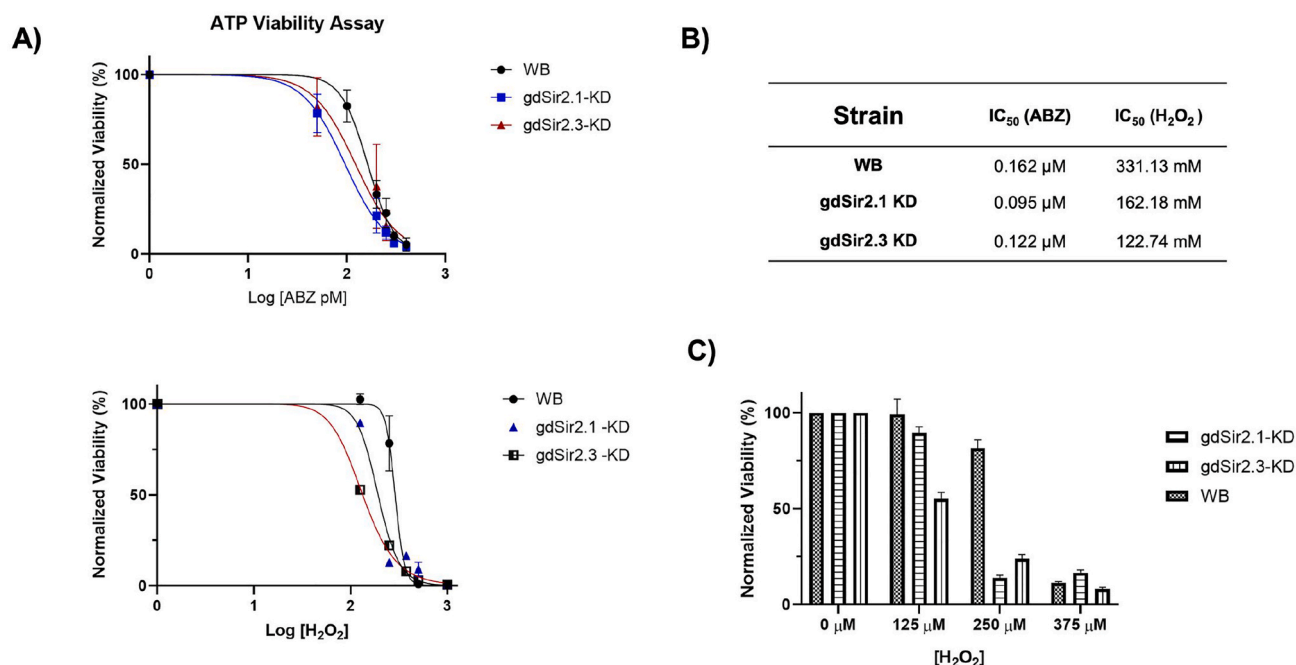 A)
ATP Viability Assay
Normalized Viability (%)
100
50
0
0 1 2 3
Log [ABZ pM]
WB
gdSir2.1-KD
gdSir2.3-KD
Normalized Viability (%)
100
50
0
0 1 2 3
Log [H₂O₂]
WB
gdSir2.1 -KD
gdSir2.3 -KD
B)
Strain IC₅₀ (ABZ) IC₅₀ (H₂O₂)
WB 0.162 µM 331.13 mM
gdSir2.1 KD 0.095 µM 162.18 mM
gdSir2.3 KD 0.122 µM 122.74 mM
C)
Normalized Viability (%)
100
50
0
0 µM 125 µM 250 µM 375 µM
[H₂O₂]
gdSir2.1-KD
gdSir2.3-KD
WB